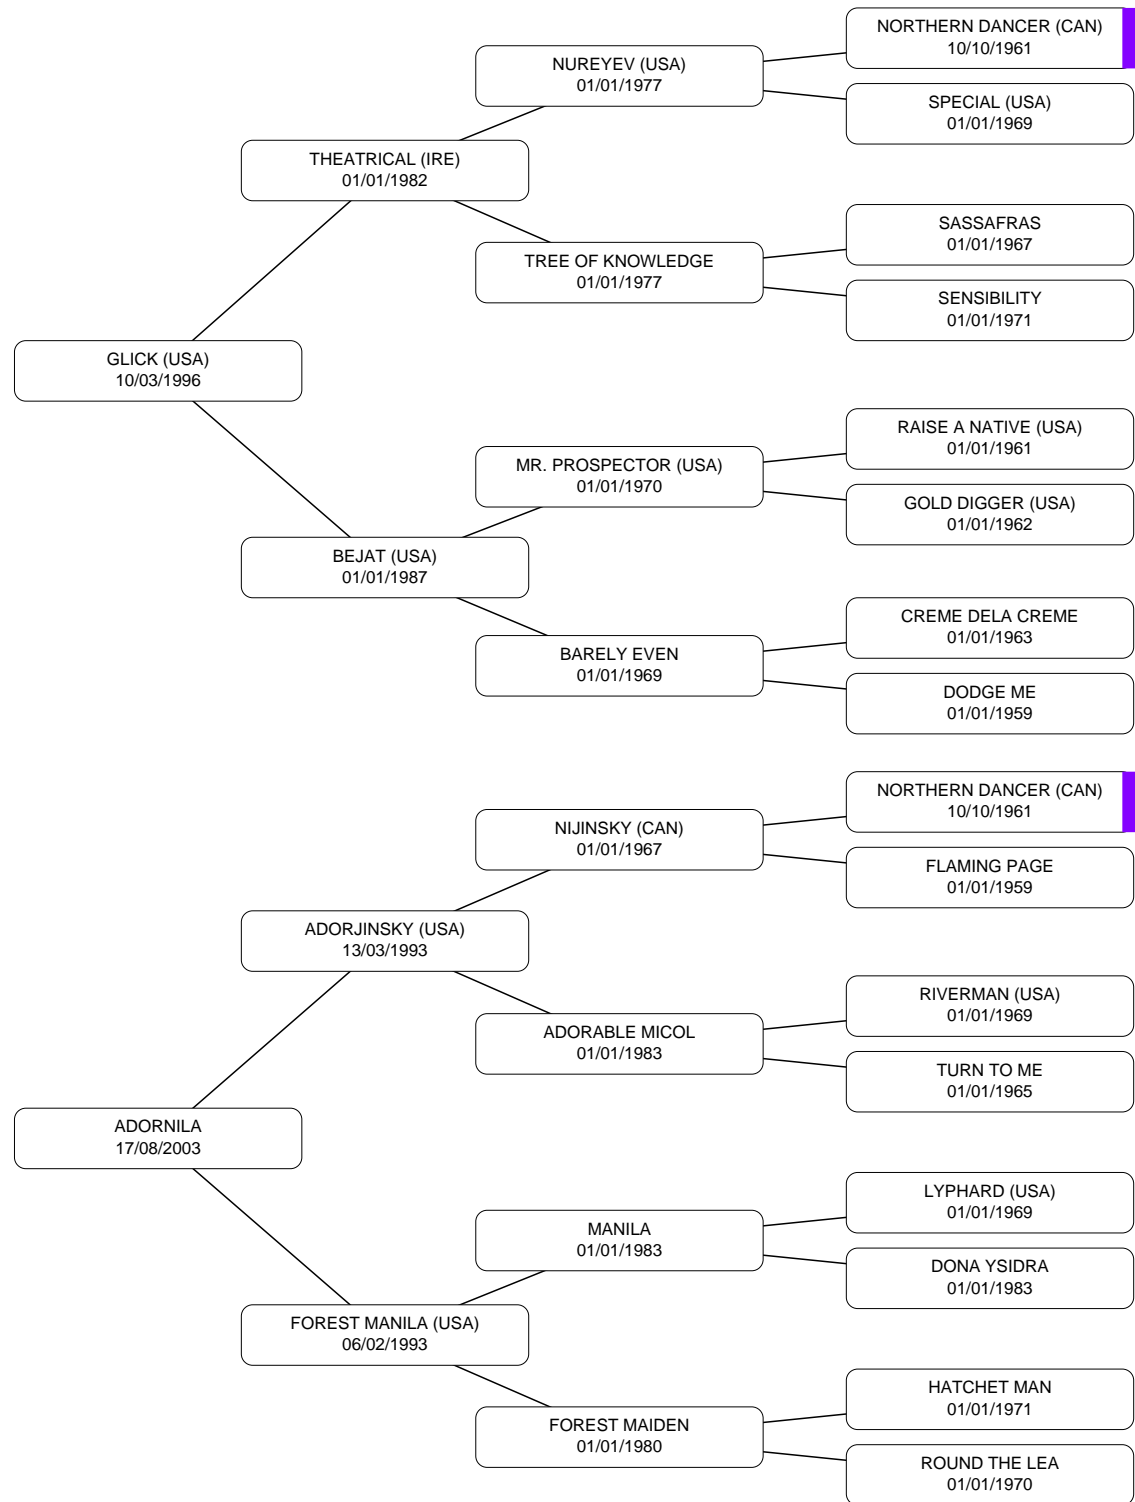 NORTHERN DANCER (CAN)
10/10/1961
NUREYEV (USA)
01/01/1977
SPECIAL (USA)
01/01/1969
THEATRICAL (IRE)
01/01/1982
SASSAFRAS
01/01/1967
TREE OF KNOWLEDGE
01/01/1977
SENSIBILITY
01/01/1971
GLICK (USA)
10/03/1996
RAISE A NATIVE (USA)
01/01/1961
MR. PROSPECTOR (USA)
01/01/1970
GOLD DIGGER (USA)
01/01/1962
BEJAT (USA)
01/01/1987
CREME DELA CREME
01/01/1963
BARELY EVEN
01/01/1969
DODGE ME
01/01/1959
NORTHERN DANCER (CAN)
10/10/1961
NIJINSKY (CAN)
01/01/1967
FLAMING PAGE
01/01/1959
ADORJINSKY (USA)
13/03/1993
RIVERMAN (USA)
01/01/1969
ADORABLE MICOL
01/01/1983
TURN TO ME
01/01/1965
ADORNILA
17/08/2003
LYPHARD (USA)
01/01/1969
MANILA
01/01/1983
DONA YSIDRA
01/01/1983
FOREST MANILA (USA)
06/02/1993
HATCHET MAN
01/01/1971
FOREST MAIDEN
01/01/1980
ROUND THE LEA
01/01/1970